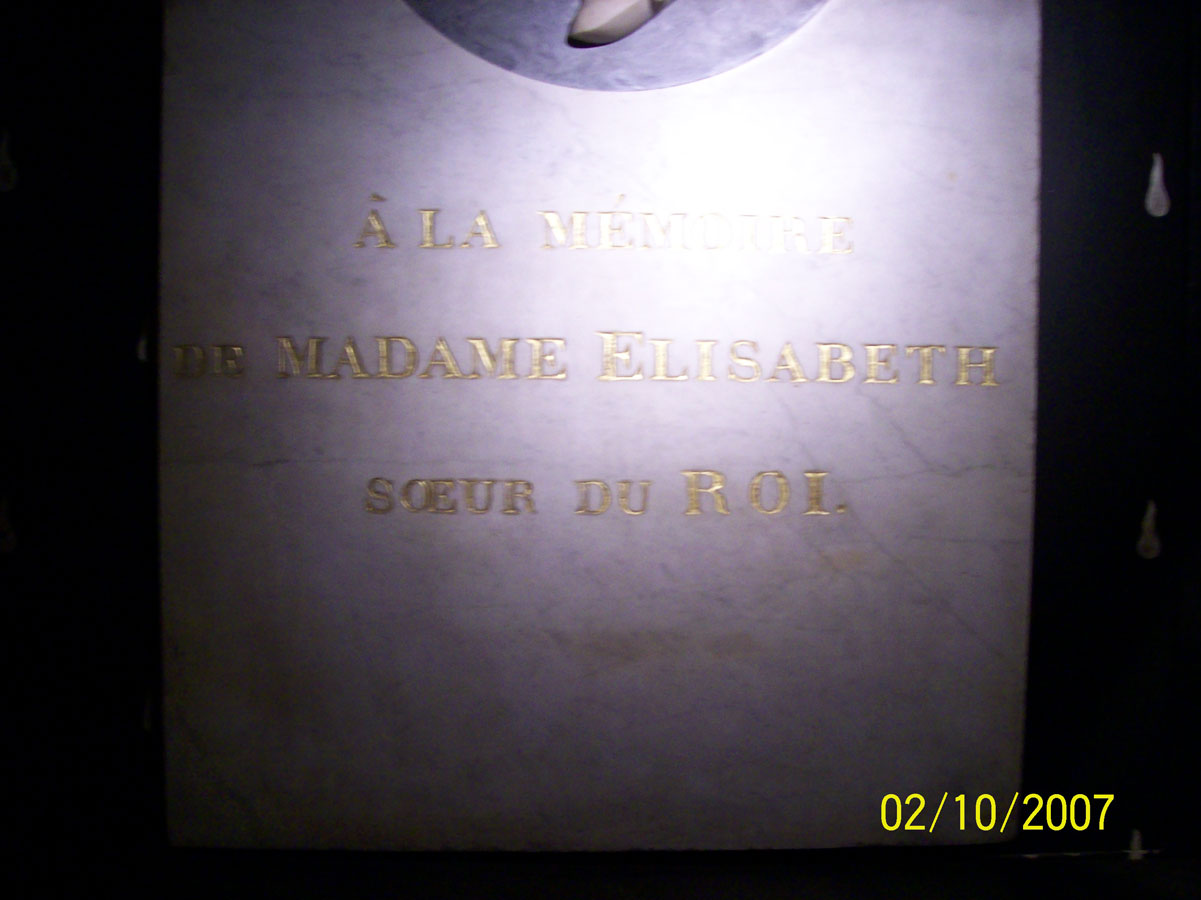 À LA MÉMOIRE
DE MADAME ELISABETH
SŒUR DU ROI.
02/10/2007